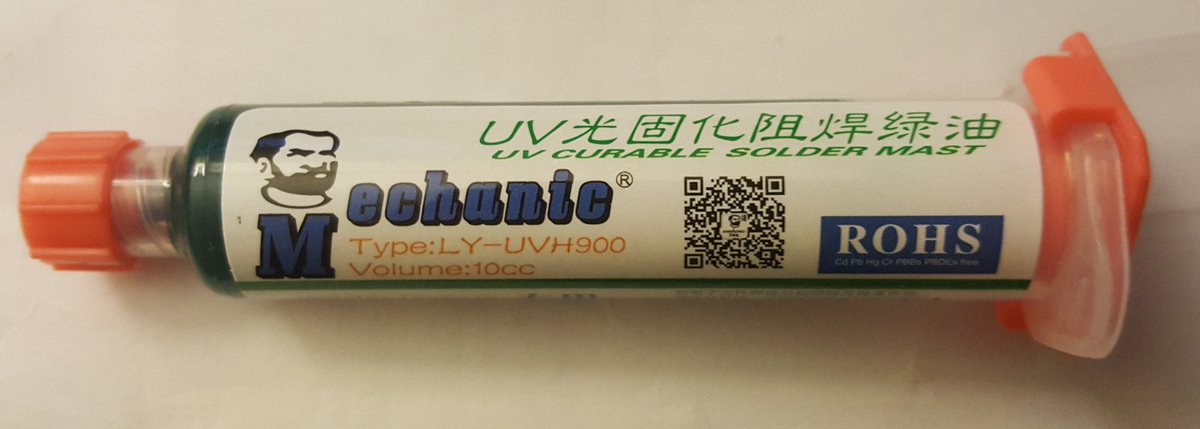 UV光固化阻焊绿油
UV CURABLE SOLDER MAST
Mechanic®
Type:LY-UVH900
Volume:10cc
ROHS
Cd Pb Hg Cr PBBs PBDEs free